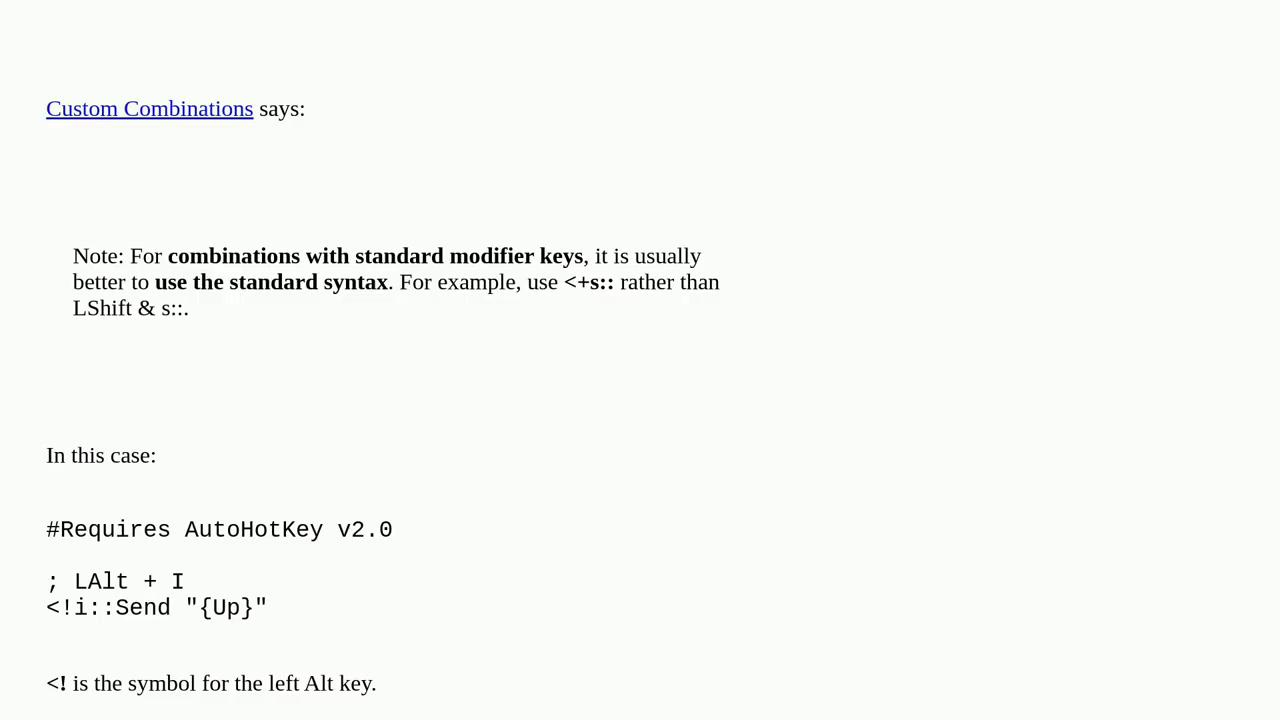 Custom Combinations says:
Note: For combinations with standard modifier keys, it is usually
better to use the standard syntax. For example, use <+s:: rather than
LShift & s::.
In this case:
#Requires AutoHotKey v2.0
; LAlt + I
<!i::Send "{Up}"
<! is the symbol for the left Alt key.